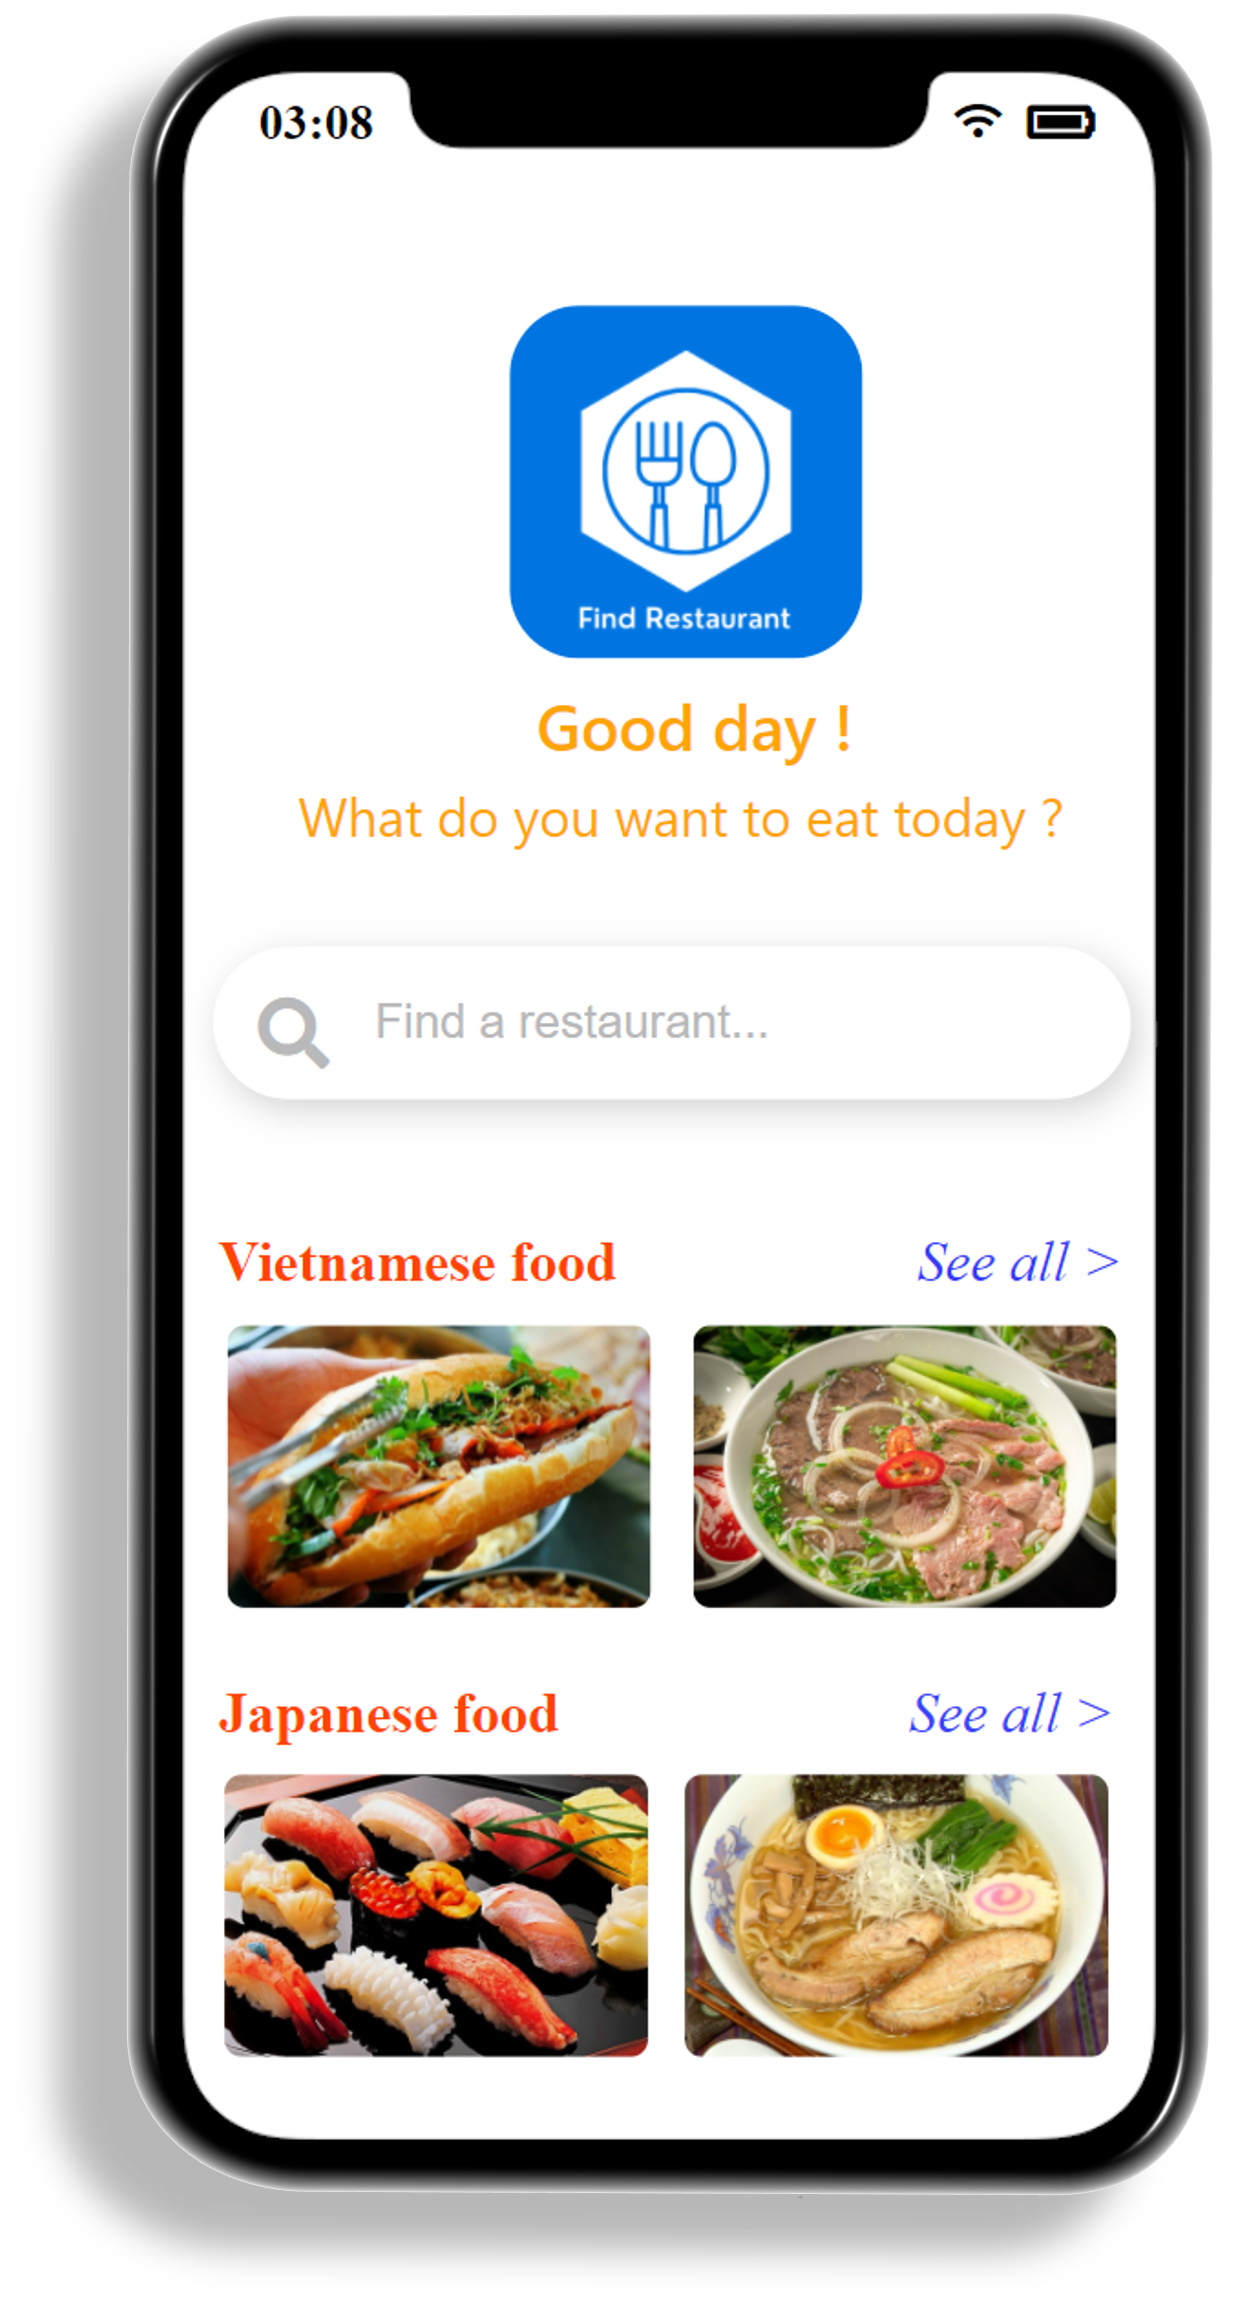 03:08
Find Restaurant
Good day !
What do you want to eat today ?
Find a restaurant...
Vietnamese food
See all >
Japanese food
See all >